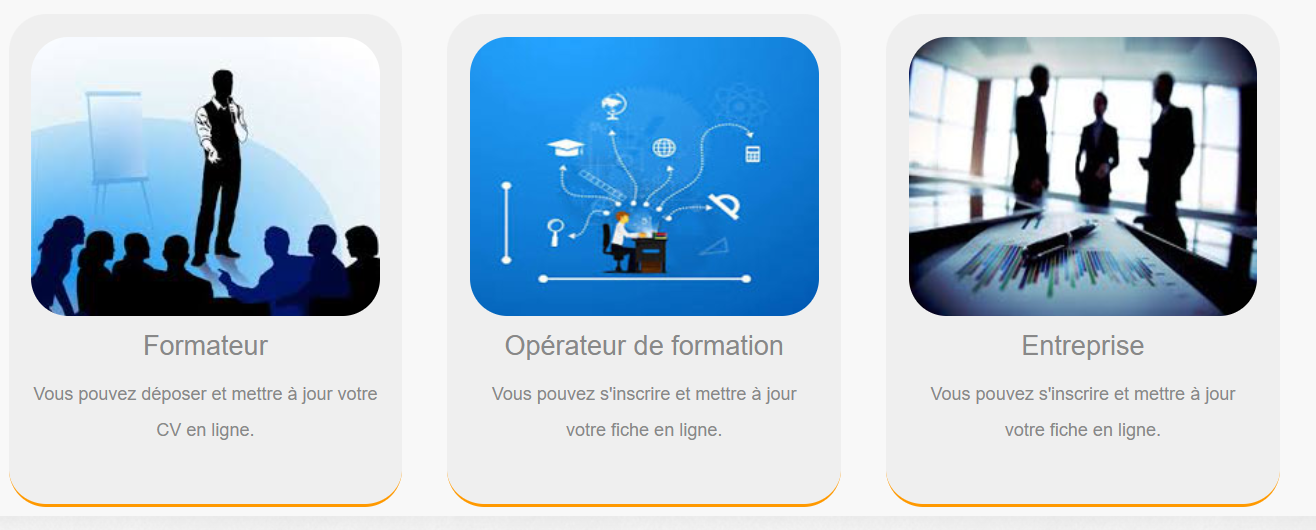 Formateur
Vous pouvez déposer et mettre à jour votre
CV en ligne.
Opérateur de formation
Vous pouvez s'inscrire et mettre à jour
votre fiche en ligne.
Entreprise
Vous pouvez s'inscrire et mettre à jour
votre fiche en ligne.